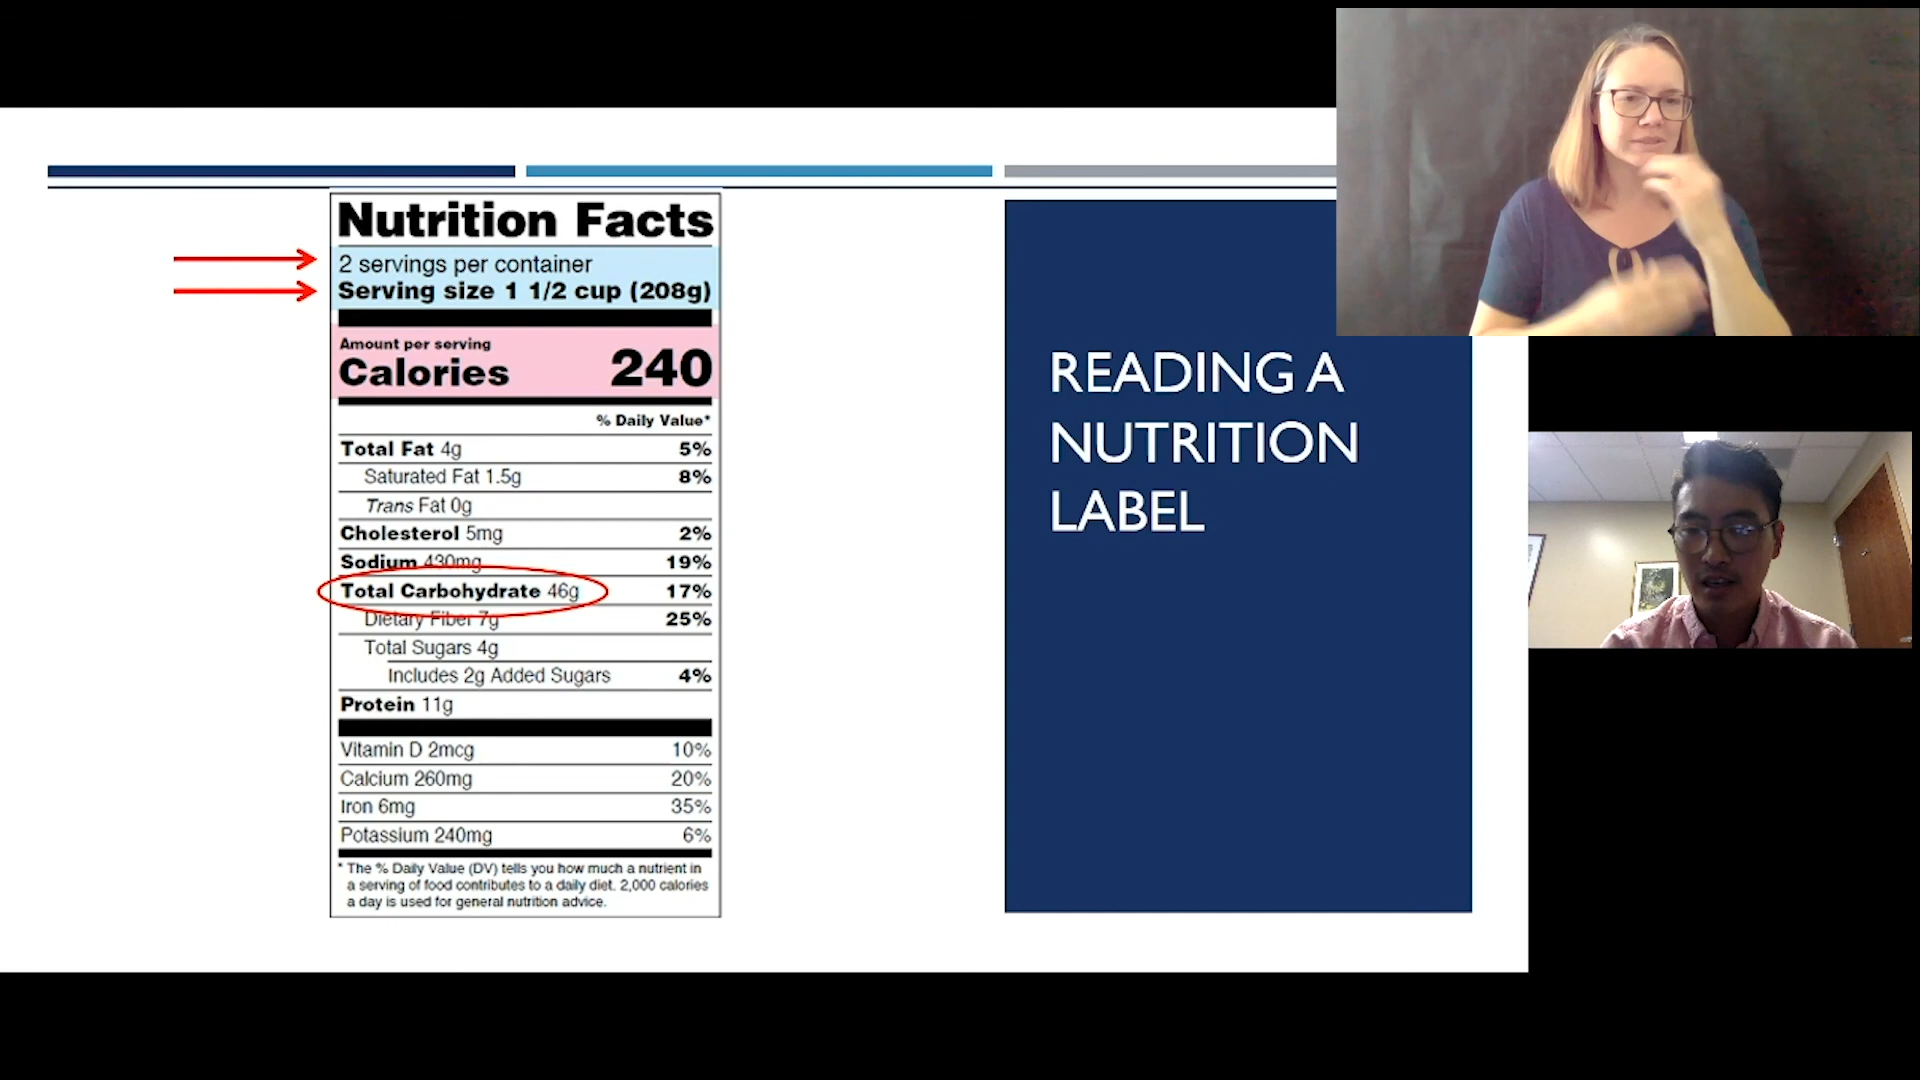 Nutrition Facts
2 servings per container
Serving size 1 1/2 cup (208g)
Amount per serving
Calories 240
% Daily Value*
Total Fat 4g 5%
Saturated Fat 1.5g 8%
Trans Fat 0g
Cholesterol 5mg 2%
Sodium 430mg 19%
Total Carbohydrate 46g 17%
Dietary Fiber 7g 25%
Total Sugars 4g
Includes 2g Added Sugars 4%
Protein 11g
Vitamin D 2mcg 10%
Calcium 260mg 20%
Iron 6mg 35%
Potassium 240mg 6%
* The % Daily Value (DV) tells you how much a nutrient in
a serving of food contributes to a daily diet. 2,000 calories
a day is used for general nutrition advice.
READING A
NUTRITION
LABEL